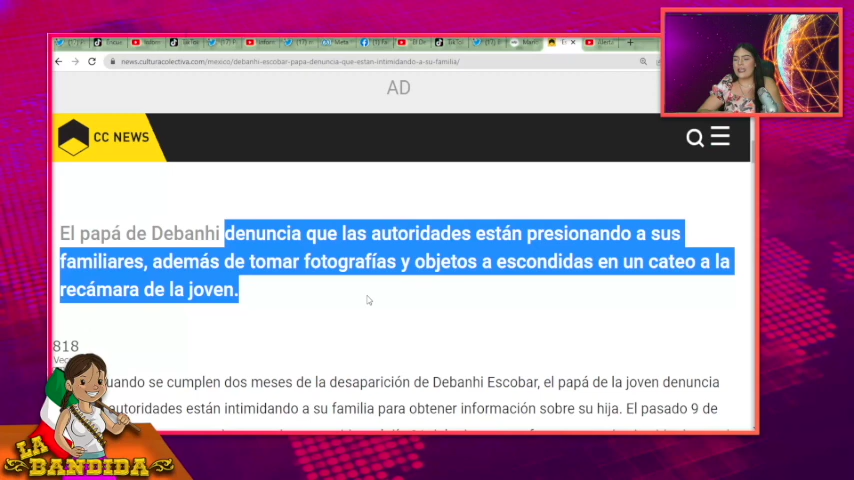 news.culturacolectiva.com/mexico/debanhi-escobar-papa-denuncia-que-estan-intimidando-a-su-familia/
AD
CC NEWS
El papá de Debanhi denuncia que las autoridades están presionando a sus
familiares, además de tomar fotografías y objetos a escondidas en un cateo a la
recámara de la joven.
818
uando se cumplen dos meses de la desaparición de Debanhi Escobar, el papá de la joven denuncia
autoridades están intimidando a su familia para obtener información sobre su hija. El pasado 9 de
LA
BANDIDA